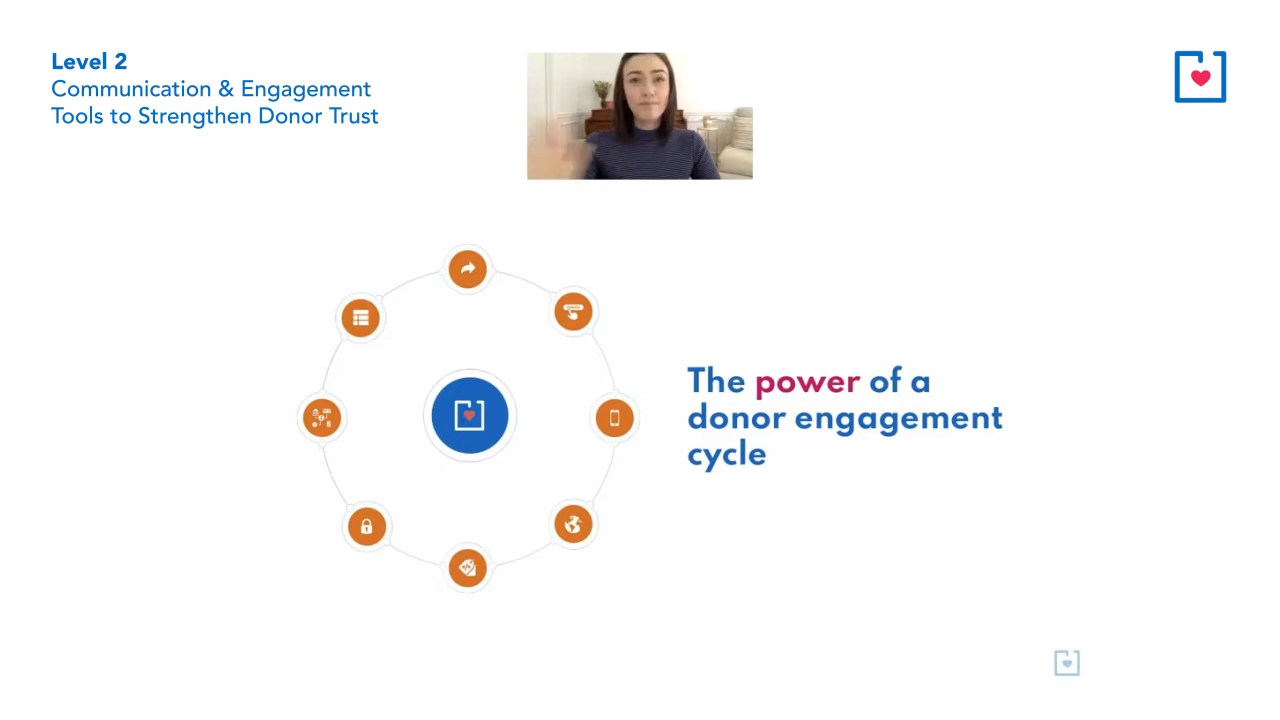 Level 2
Communication & Engagement
Tools to Strengthen Donor Trust
The power of a
donor engagement
cycle